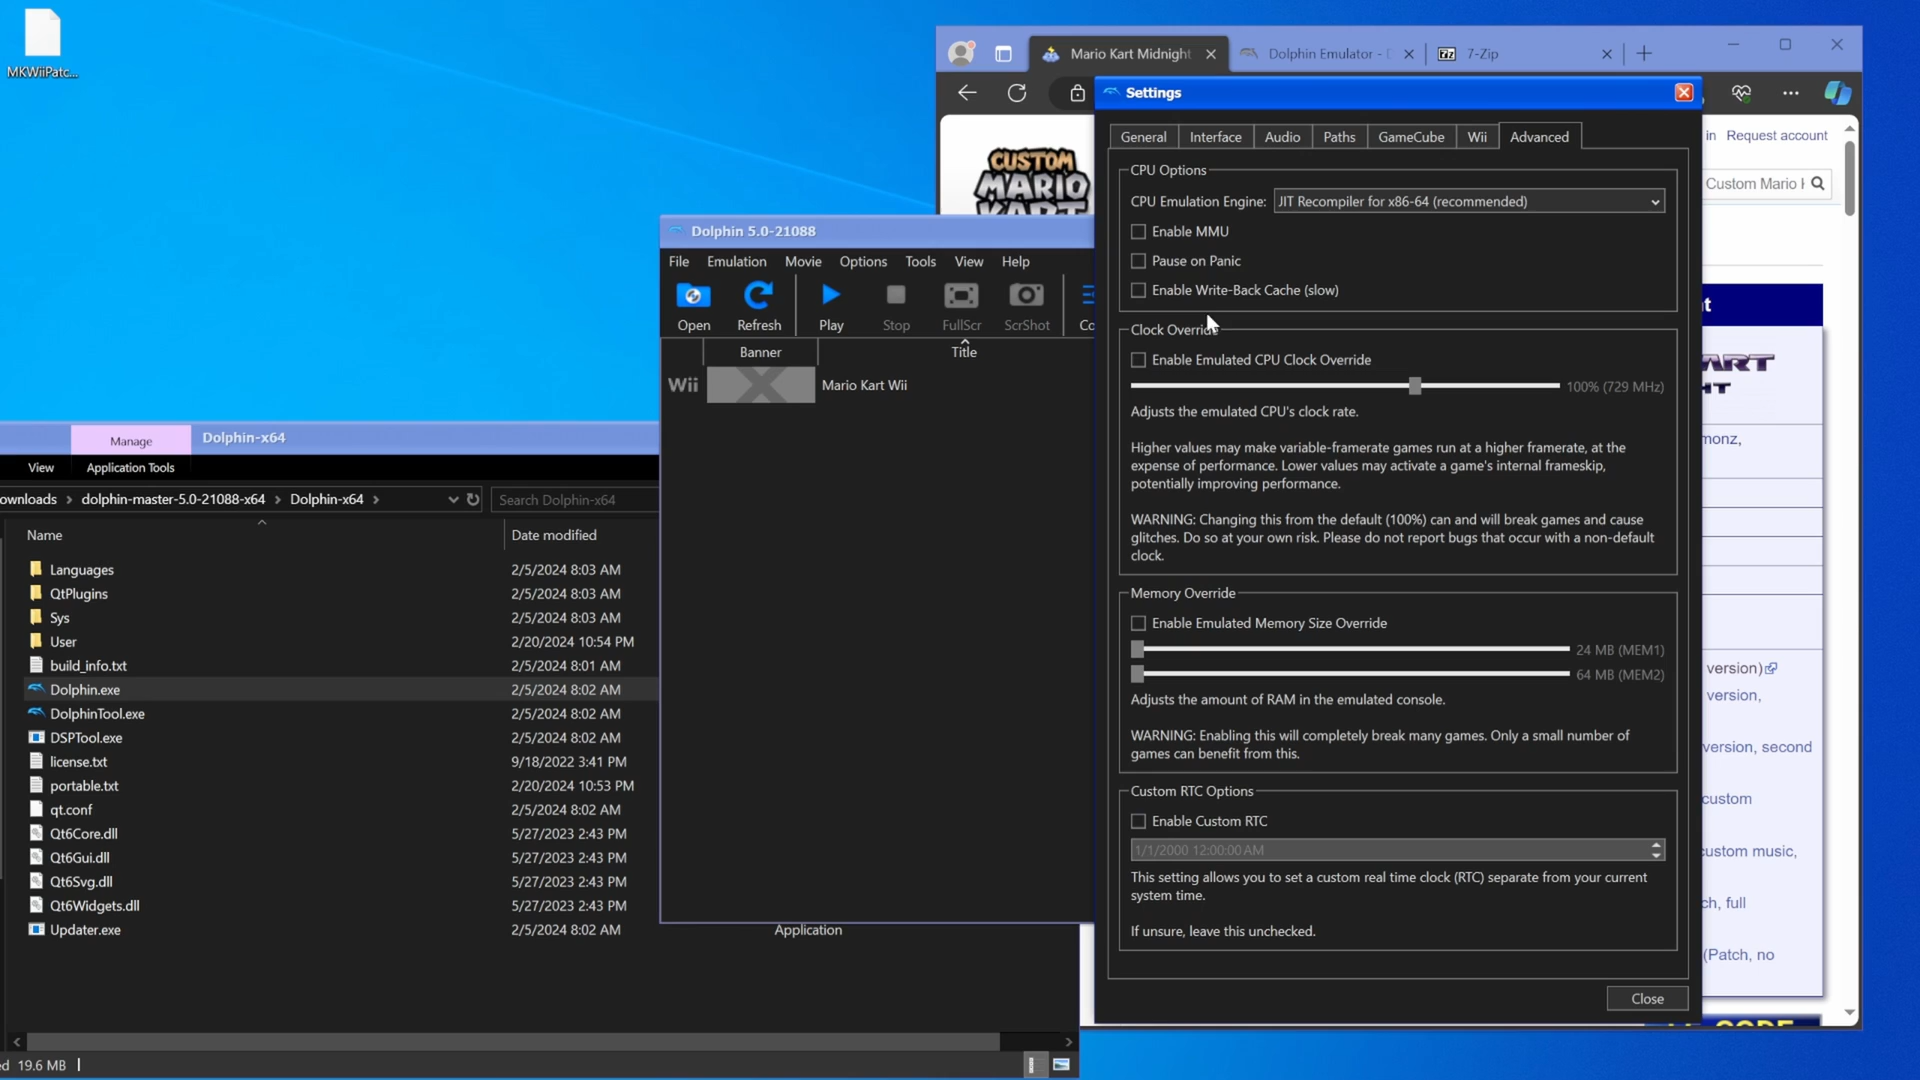 MKWiiPatc...
Mario Kart Midnight
Dolphin Emulator -
7-Zip
in Request account
Custom Mario
CUSTOM
MARIO
KART
ART
monz,
version)
version,
version, second
custom
custom music,
ch, full
(Patch, no
Settings
General
Interface
Audio
Paths
GameCube
Wii
Advanced
CPU Options
CPU Emulation Engine:
JIT Recompiler for x86-64 (recommended)
Enable MMU
Pause on Panic
Enable Write-Back Cache (slow)
Clock Override
Enable Emulated CPU Clock Override
100% (729 MHz)
Adjusts the emulated CPU's clock rate.
Higher values may make variable-framerate games run at a higher framerate, at the
expense of performance. Lower values may activate a game's internal frameskip,
potentially improving performance.
WARNING: Changing this from the default (100%) can and will break games and cause
glitches. Do so at your own risk. Please do not report bugs that occur with a non-default
clock.
Memory Override
Enable Emulated Memory Size Override
24 MB (MEM1)
64 MB (MEM2)
Adjusts the amount of RAM in the emulated console.
WARNING: Enabling this will completely break many games. Only a small number of
games can benefit from this.
Custom RTC Options
Enable Custom RTC
1/1/2000 12:00:00 AM
This setting allows you to set a custom real time clock (RTC) separate from your current
system time.
If unsure, leave this unchecked.
Close
Dolphin 5.0-21088
File Emulation Movie Options Tools View Help
Open Refresh Play Stop FullScr ScrShot Co
Banner Title
Wii Mario Kart Wii
Manage Dolphin-x64
View Application Tools
ownloads > dolphin-master-5.0-21088-x64 > Dolphin-x64 >
Search Dolphin-x64
Name Date modified
Languages 2/5/2024 8:03 AM
QtPlugins 2/5/2024 8:03 AM
Sys 2/5/2024 8:03 AM
User 2/20/2024 10:54 PM
build_info.txt 2/5/2024 8:01 AM
Dolphin.exe 2/5/2024 8:02 AM
DolphinTool.exe 2/5/2024 8:02 AM
DSPTool.exe 2/5/2024 8:02 AM
license.txt 9/18/2022 3:41 PM
portable.txt 2/20/2024 10:53 PM
qt.conf 2/5/2024 8:02 AM
Qt6Core.dll 5/27/2023 2:43 PM
Qt6Gui.dll 5/27/2023 2:43 PM
Qt6Svg.dll 5/27/2023 2:43 PM
Qt6Widgets.dll 5/27/2023 2:43 PM
Updater.exe 2/5/2024 8:02 AM Application
ed 19.6 MB